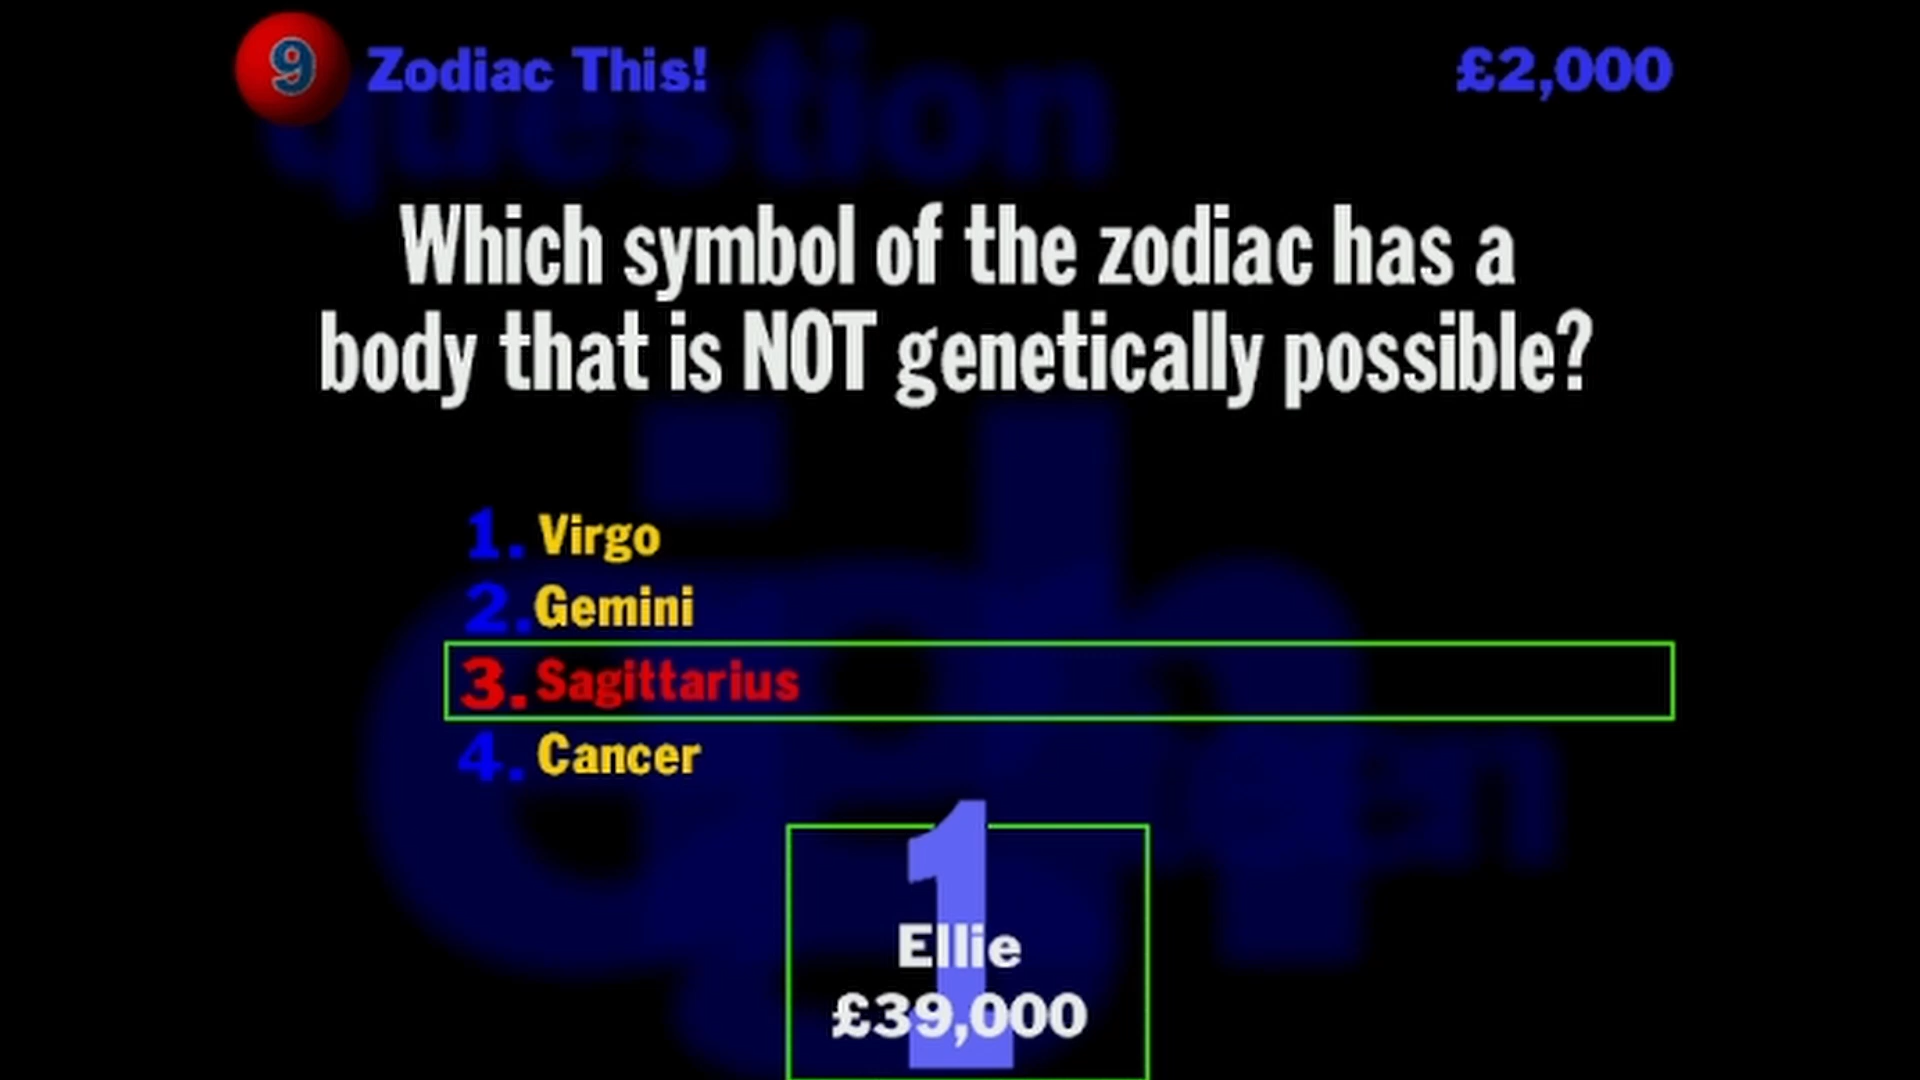 9 Zodiac This! £2,000
question
Which symbol of the zodiac has a
body that is NOT genetically possible?
1. Virgo
2. Gemini
3. Sagittarius
4. Cancer
1
Ellie
£39,000